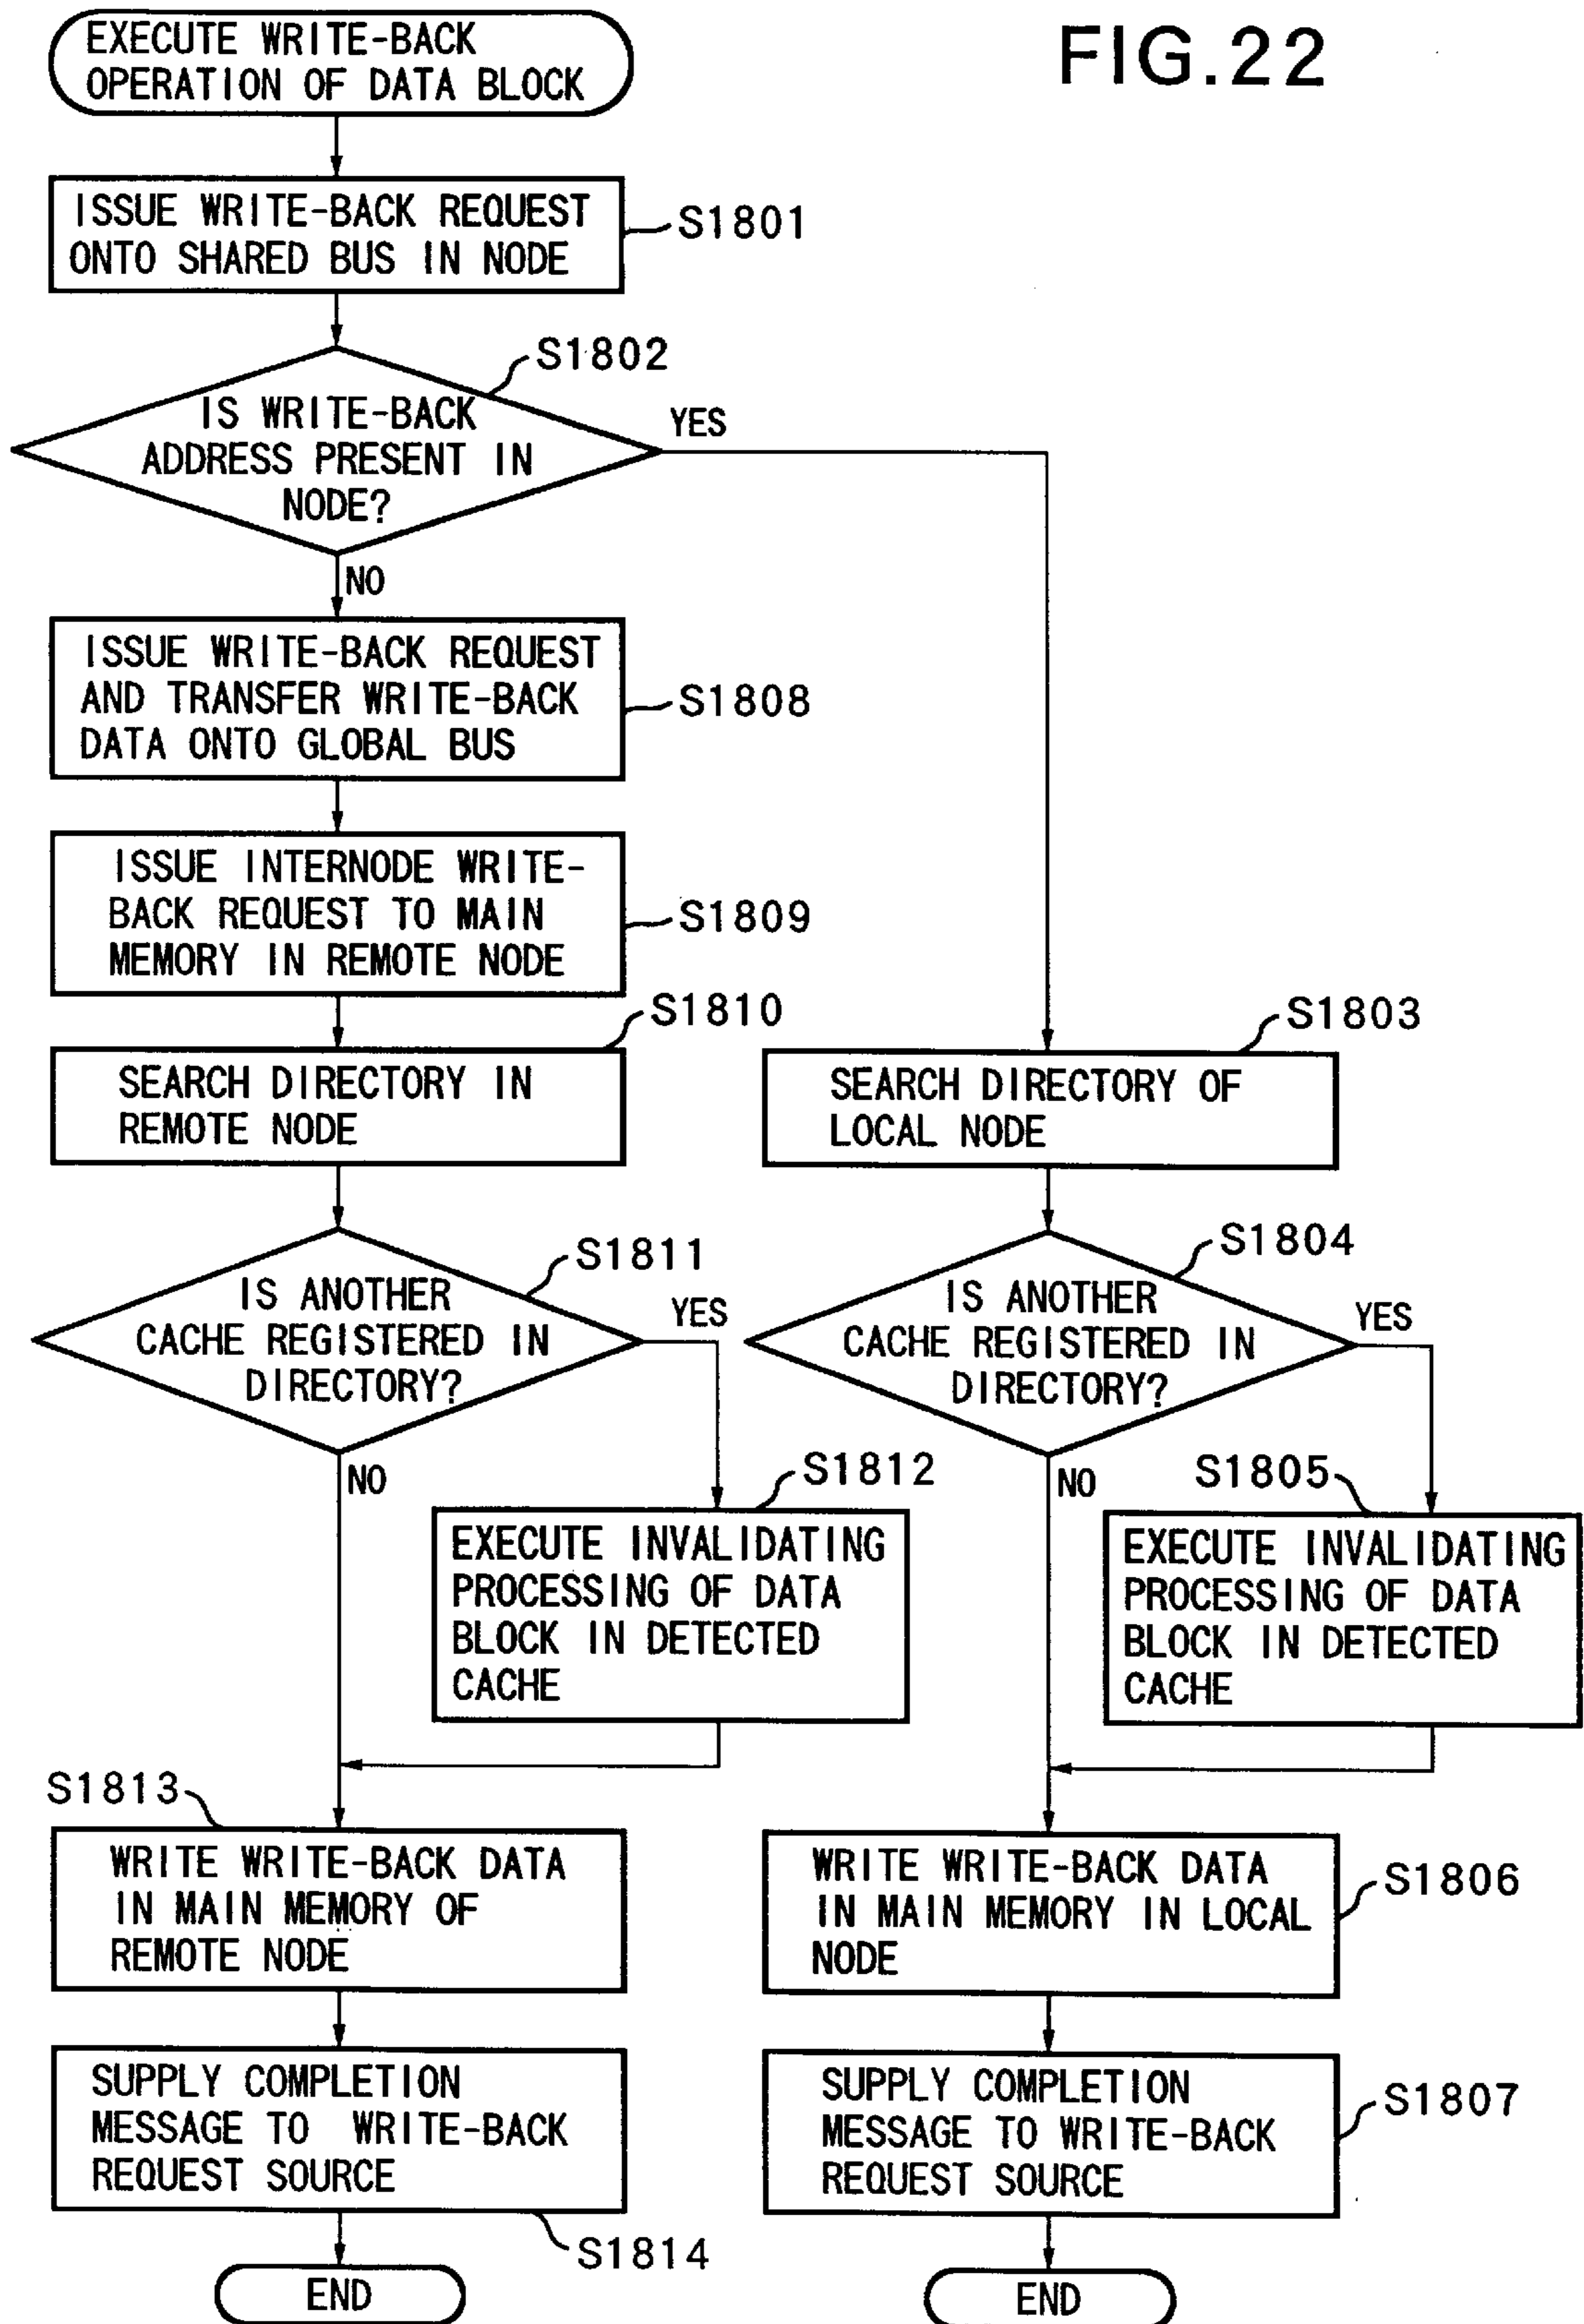 FIG.22
EXECUTE WRITE-BACK
OPERATION OF DATA BLOCK
ISSUE WRITE-BACK REQUEST
ONTO SHARED BUS IN NODE
S1801
S1802
IS WRITE-BACK
ADDRESS PRESENT IN
NODE?
YES
NO
ISSUE WRITE-BACK REQUEST
AND TRANSFER WRITE-BACK
DATA ONTO GLOBAL BUS
S1808
ISSUE INTERNODE WRITE-
BACK REQUEST TO MAIN
MEMORY IN REMOTE NODE
S1809
S1810
SEARCH DIRECTORY IN
REMOTE NODE
S1803
SEARCH DIRECTORY OF
LOCAL NODE
S1811
IS ANOTHER
CACHE REGISTERED IN
DIRECTORY?
YES
NO
S1804
IS ANOTHER
CACHE REGISTERED IN
DIRECTORY?
YES
NO
S1812
EXECUTE INVALIDATING
PROCESSING OF DATA
BLOCK IN DETECTED
CACHE
S1805
EXECUTE INVALIDATING
PROCESSING OF DATA
BLOCK IN DETECTED
CACHE
S1813
WRITE WRITE-BACK DATA
IN MAIN MEMORY OF
REMOTE NODE
WRITE WRITE-BACK DATA
IN MAIN MEMORY IN LOCAL
NODE
S1806
SUPPLY COMPLETION
MESSAGE TO WRITE-BACK
REQUEST SOURCE
S1814
SUPPLY COMPLETION
MESSAGE TO WRITE-BACK
REQUEST SOURCE
S1807
END
END